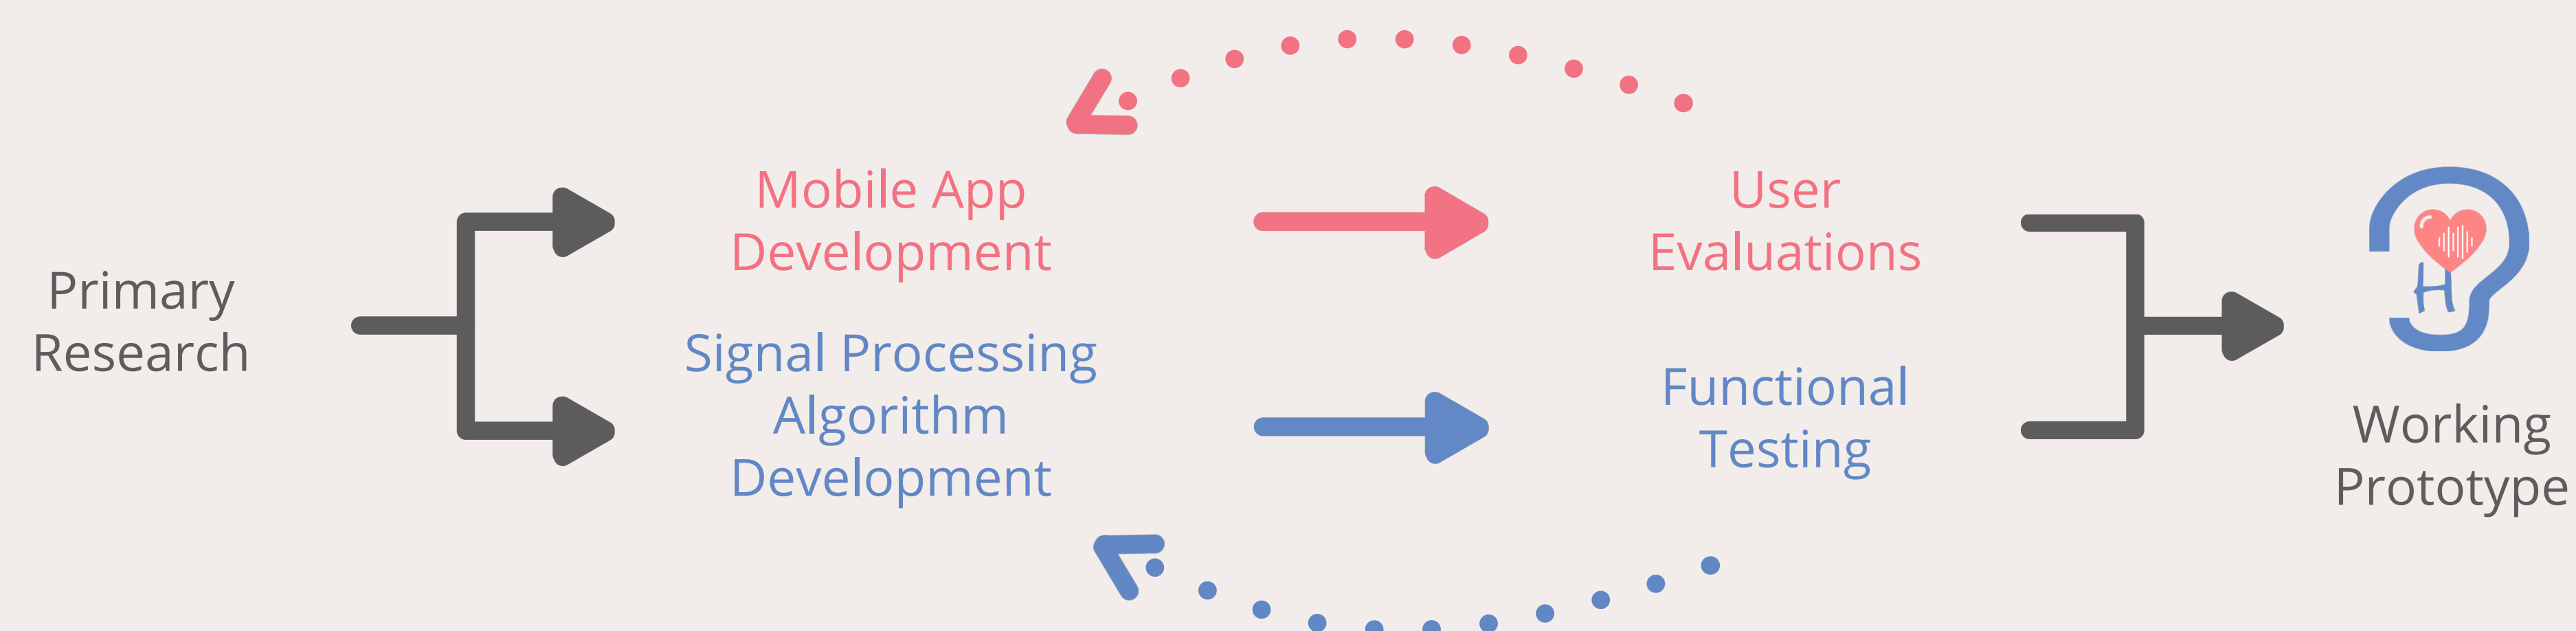 Primary
Research
Mobile App
Development
Signal Processing
Algorithm
Development
User
Evaluations
Functional
Testing
H
Working
Prototype